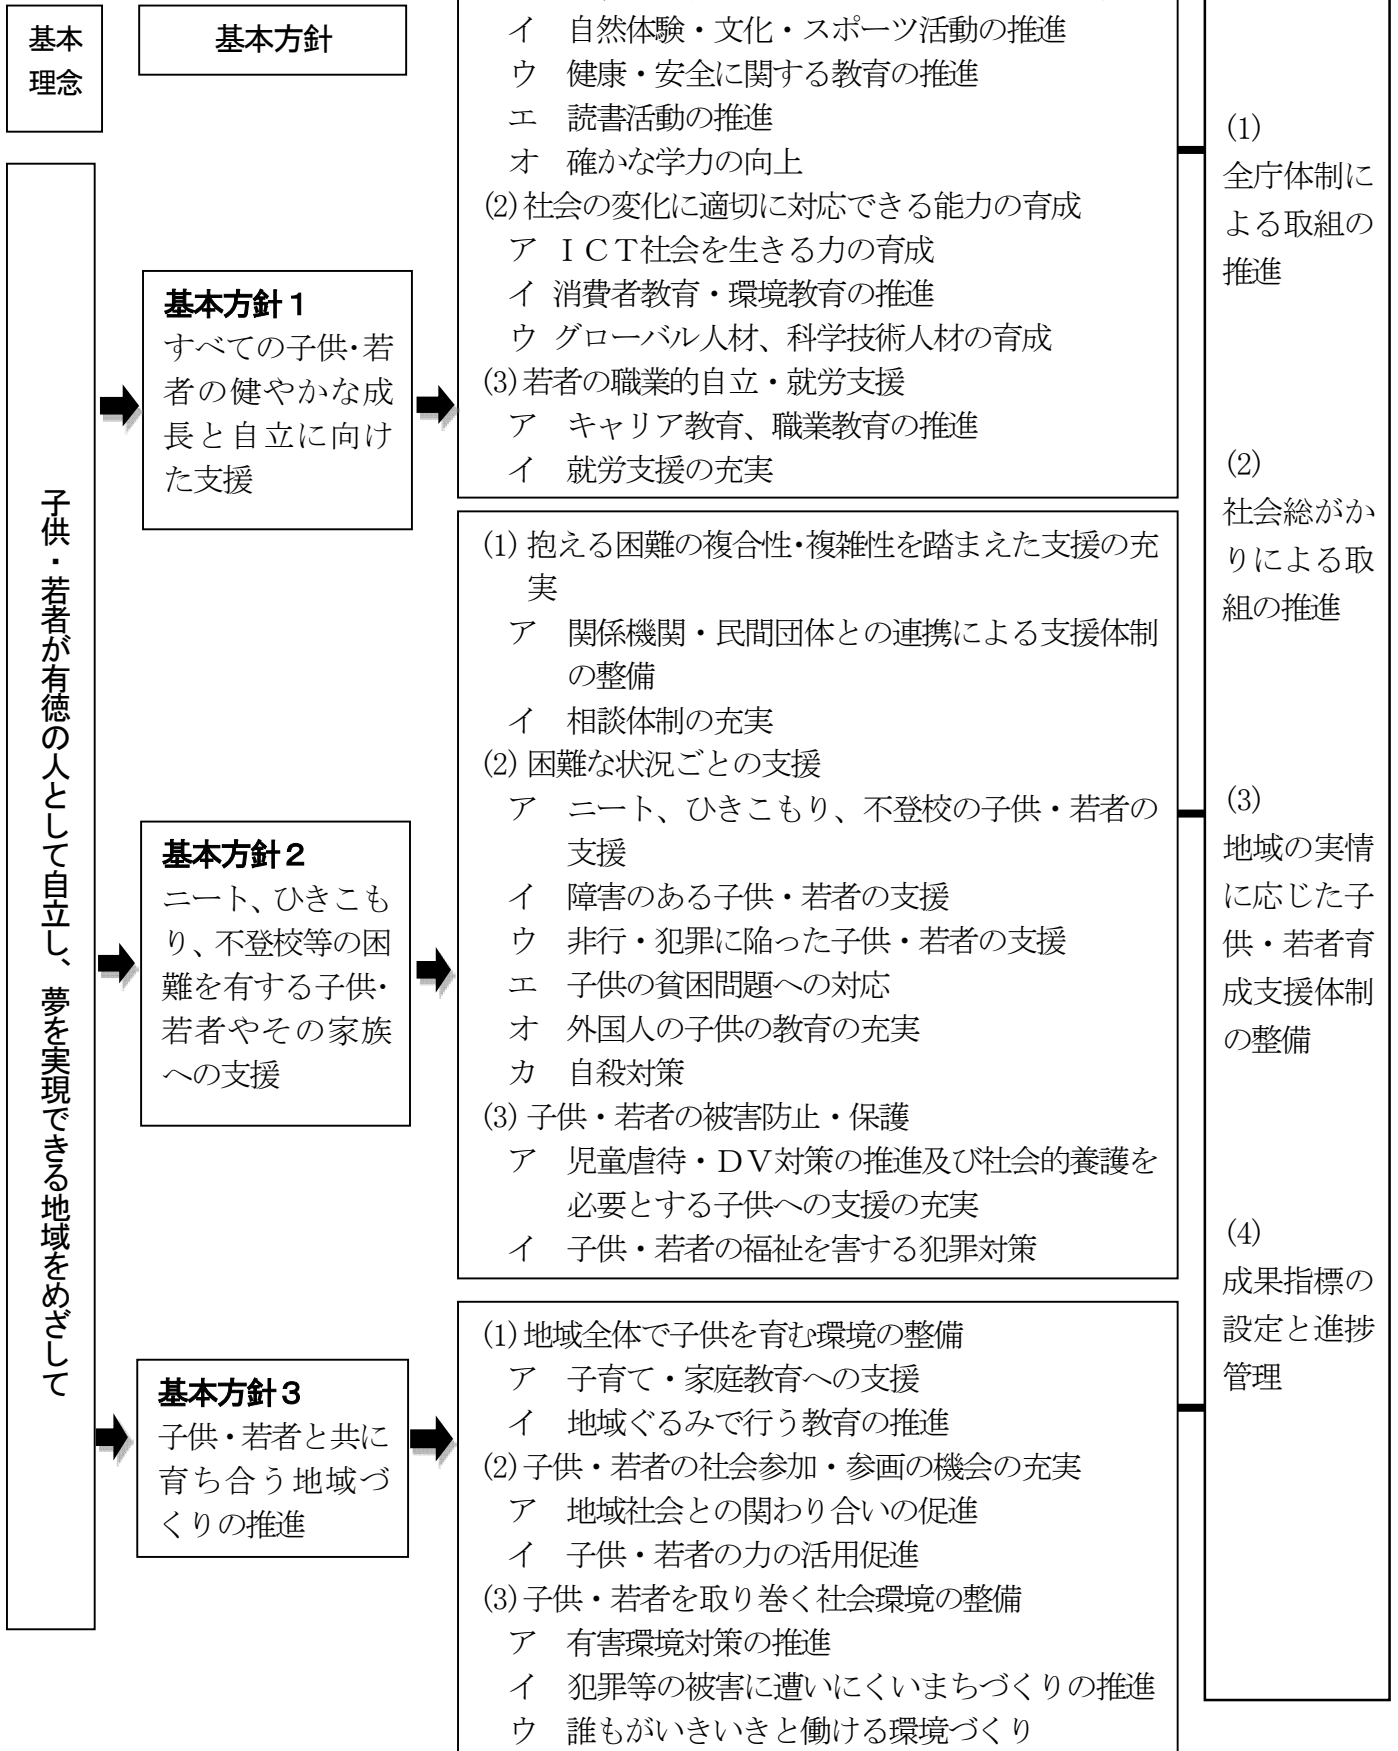 基本
理念
基本方針
子供・若者が有徳の人として自立し、夢を実現できる地域をめざして
基本方針1
すべての子供・若
者の健やかな成
長と自立に向け
た支援
イ　自然体験・文化・スポーツ活動の推進
ウ　健康・安全に関する教育の推進
エ　読書活動の推進
オ　確かな学力の向上
(2)社会の変化に適切に対応できる能力の育成
ア　ＩＣＴ社会を生きる力の育成
イ　消費者教育・環境教育の推進
ウ　グローバル人材、科学技術人材の育成
(3)若者の職業的自立・就労支援
ア　キャリア教育、職業教育の推進
イ　就労支援の充実
基本方針2
ニート、ひきこも
り、不登校等の困
難を有する子供・
若者やその家族
への支援
(1)抱える困難の複合性・複雑性を踏まえた支援の充
実
ア　関係機関・民間団体との連携による支援体制
の整備
イ　相談体制の充実
(2)困難な状況ごとの支援
ア　ニート、ひきこもり、不登校の子供・若者の
支援
イ　障害のある子供・若者の支援
ウ　非行・犯罪に陥った子供・若者の支援
エ　子供の貧困問題への対応
オ　外国人の子供の教育の充実
カ　自殺対策
(3)子供・若者の被害防止・保護
ア　児童虐待・ＤＶ対策の推進及び社会的養護を
必要とする子供への支援の充実
イ　子供・若者の福祉を害する犯罪対策
基本方針3
子供・若者と共に
育ち合う地域づ
くりの推進
(1)地域全体で子供を育む環境の整備
ア　子育て・家庭教育への支援
イ　地域ぐるみで行う教育の推進
(2)子供・若者の社会参加・参画の機会の充実
ア　地域社会との関わり合いの促進
イ　子供・若者の力の活用促進
(3)子供・若者を取り巻く社会環境の整備
ア　有害環境対策の推進
イ　犯罪等の被害に遭いにくいまちづくりの推進
ウ　誰もがいきいきと働ける環境づくり
(1)
全庁体制に
よる取組の
推進
(2)
社会総がか
りによる取
組の推進
(3)
地域の実情
に応じた子
供・若者育
成支援体制
の整備
(4)
成果指標の
設定と進捗
管理